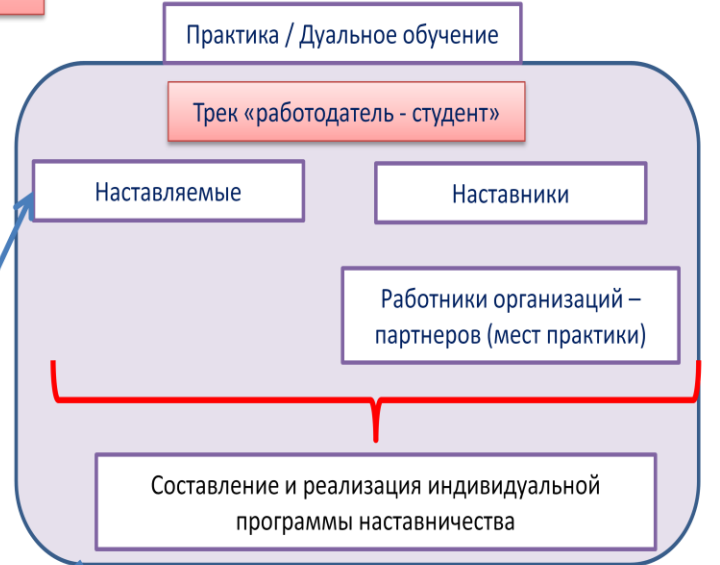 Практика / Дуальное обучение
Трек «работодатель - студент»
Наставляемые
Наставники
Работники организаций –
партнеров (мест практики)
Составление и реализация индивидуальной
программы наставничества